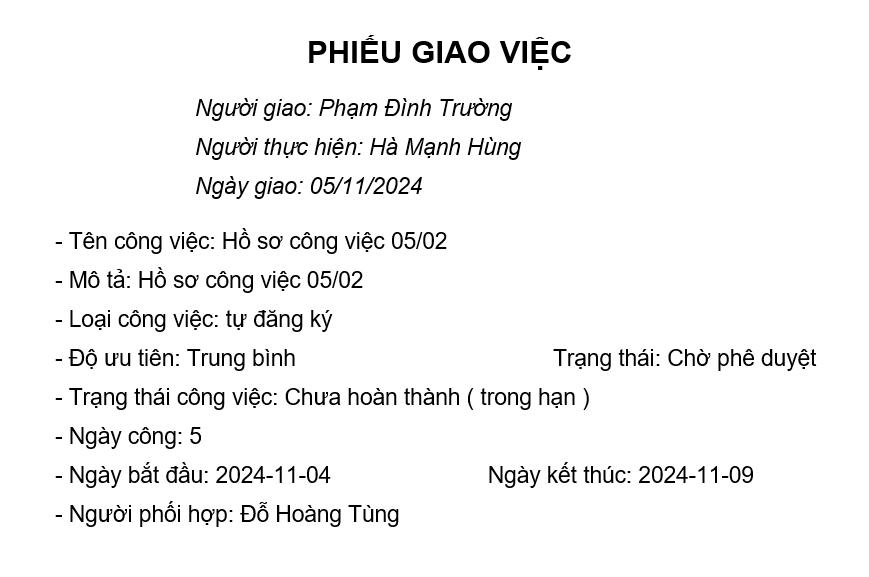 PHIẾU GIAO VIỆC
Người giao: Phạm Đình Trường
Người thực hiện: Hà Mạnh Hùng
Ngày giao: 05/11/2024
- Tên công việc: Hồ sơ công việc 05/02
- Mô tả: Hồ sơ công việc 05/02
- Loại công việc: tự đăng ký
- Độ ưu tiên: Trung bình Trạng thái: Chờ phê duyệt
- Trạng thái công việc: Chưa hoàn thành ( trong hạn )
- Ngày công: 5
- Ngày bắt đầu: 2024-11-04 Ngày kết thúc: 2024-11-09
- Người phối hợp: Đỗ Hoàng Tùng